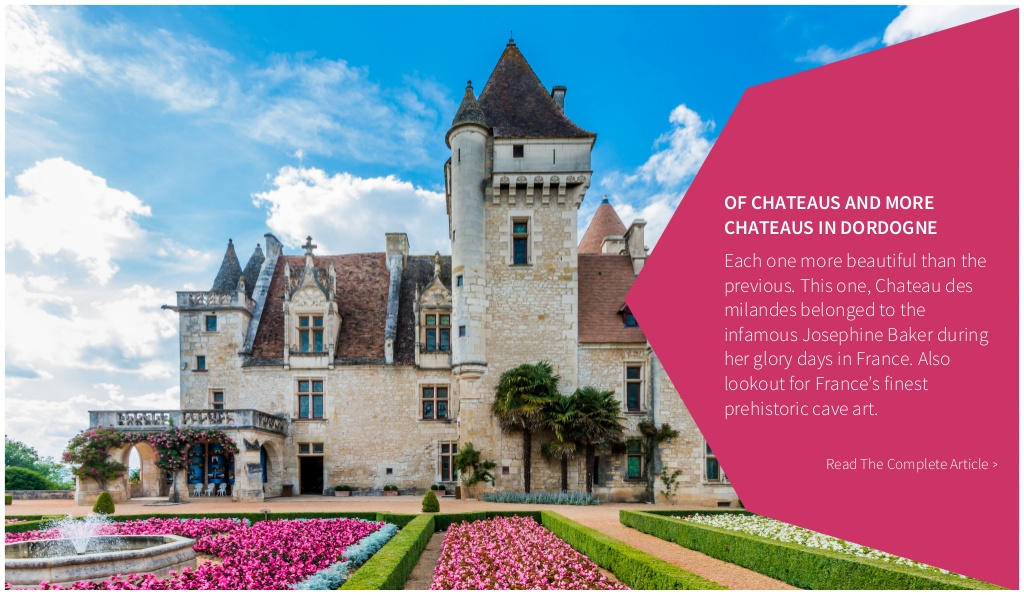 OF CHATEAUS AND MORE
CHATEAUS IN DORDOGNE
Each one more beautiful than the
previous. This one, Chateau des
milandes belonged to the
infamous Josephine Baker during
her glory days in France. Also
lookout for France’s finest
prehistoric cave art.
Read The Complete Article >